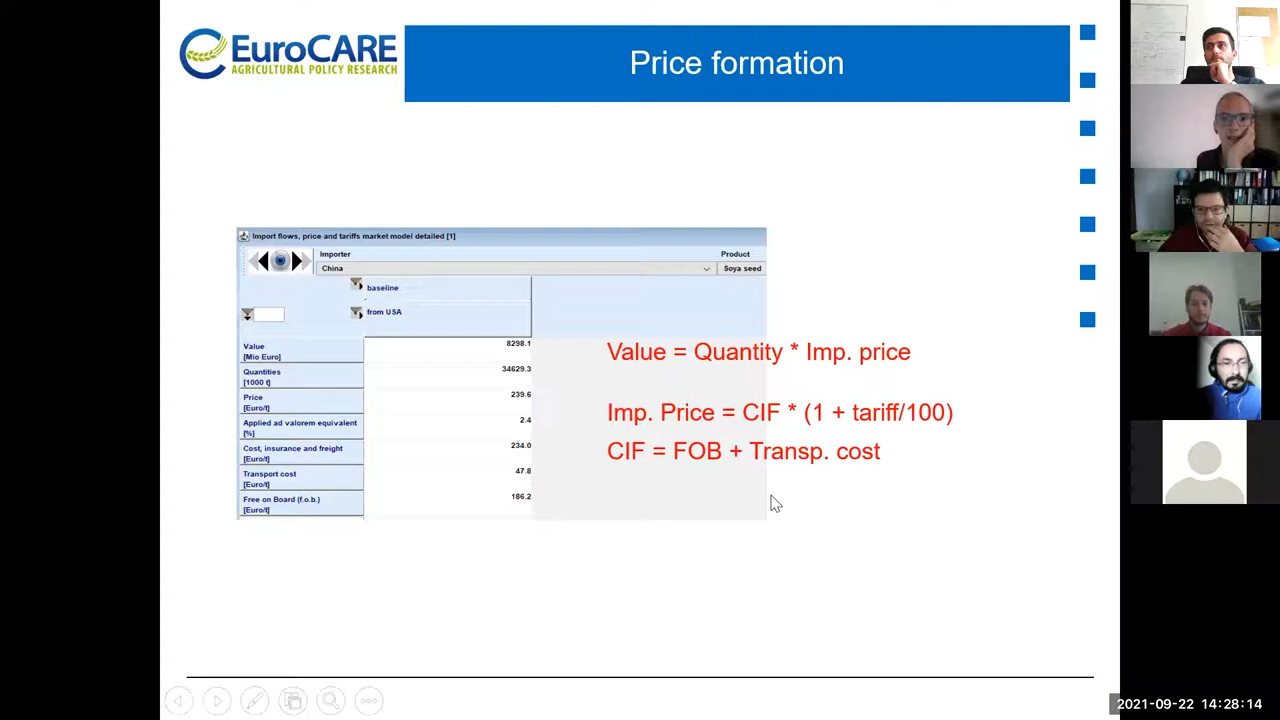 EuroCARE
AGRICULTURAL POLICY RESEARCH
Price formation
Import flows, price and tariffs market model detailed [1]
Importer
Product
China
Soya seed
baseline
from USA
Value
[Mio Euro]
8298.1
Quantities
[1000 t]
34629.3
Price
[Euro/t]
239.6
Applied ad valorem equivalent
[%]
2.4
Cost, insurance and freight
[Euro/t]
234.0
Transport cost
[Euro/t]
47.8
Free on Board (f.o.b.)
[Euro/t]
186.2
Value = Quantity * Imp. price
Imp. Price = CIF * (1 + tariff/100)
CIF = FOB + Transp. cost
2021-09-22 14:28:14